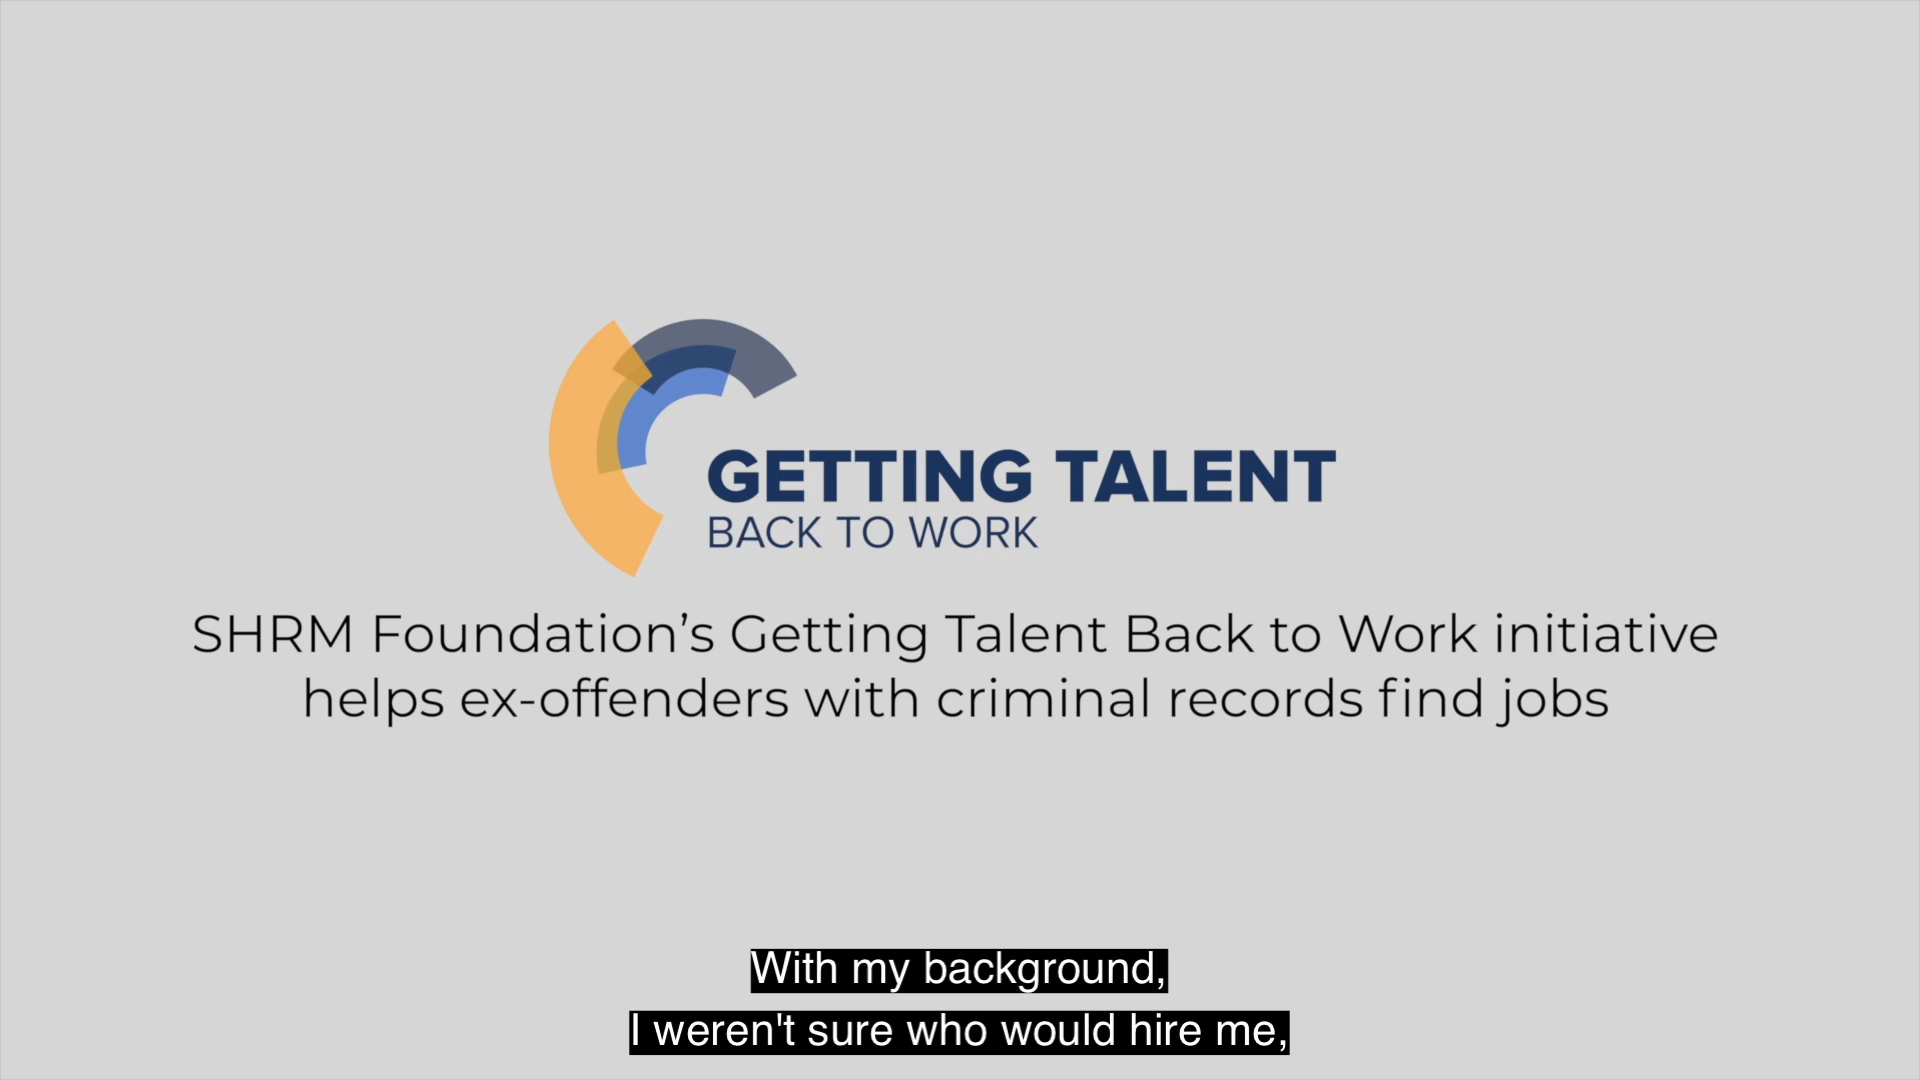 GETTING TALENT
BACK TO WORK
SHRM Foundation’s Getting Talent Back to Work initiative
helps ex-offenders with criminal records find jobs
With my background,
I weren't sure who would hire me,